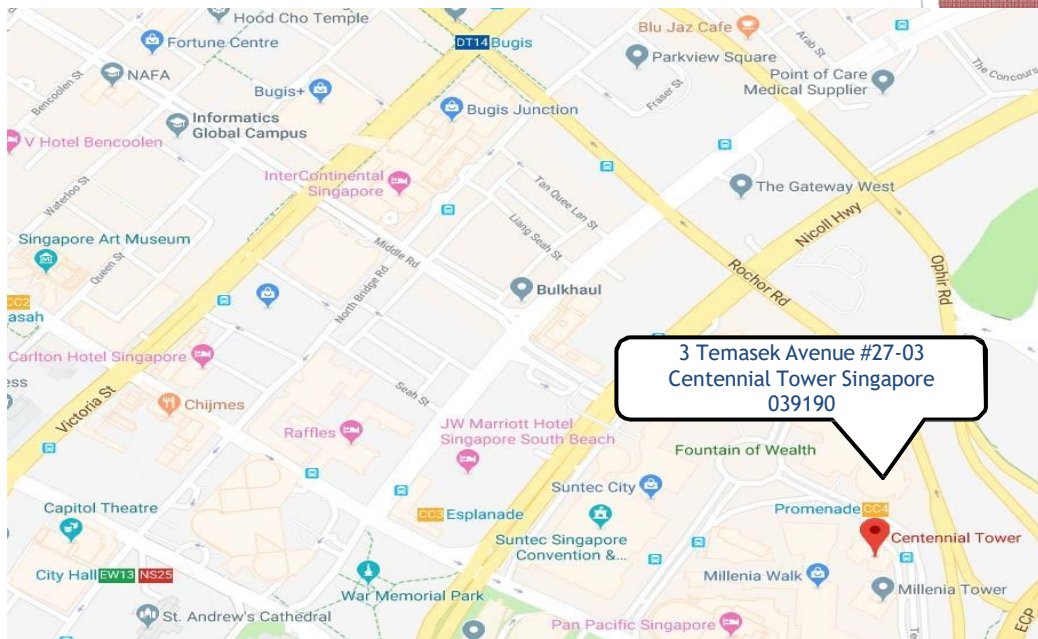 Hood Cho Temple
Fortune Centre
DT14 Bugis
Blu Jaz Cafe
Arab St
Parkview Square
The Concours
NAFA
Point of Care
Medical Supplier
Bencoolen St
Bugis+
Fraser St
Bugis Junction
Informatics
Global Campus
V Hotel Bencoolen
InterContinental
Singapore
Tan Quee Lan St
The Gateway West
Waterloo St
Liang Seah St
Nicoll Hwy
Singapore Art Museum
Queen St
Middle Rd
Rochor Rd
Ophir Rd
North Bridge Rd
Bulkhaul
CC2
asah
3 Temasek Avenue #27-03
Centennial Tower Singapore
039190
Carlton Hotel Singapore
ess
Seah St
Victoria St
Chijmes
Raffles
JW Marriott Hotel
Singapore South Beach
Fountain of Wealth
Suntec City
Capitol Theatre
CC3 Esplanade
Promenade CC4
Suntec Singapore
Convention &...
Centennial Tower
City Hall EW13 NS25
Millenia Walk
War Memorial Park
Millenia Tower
St. Andrew's Cathedral
Pan Pacific Singapore
Te
ECP